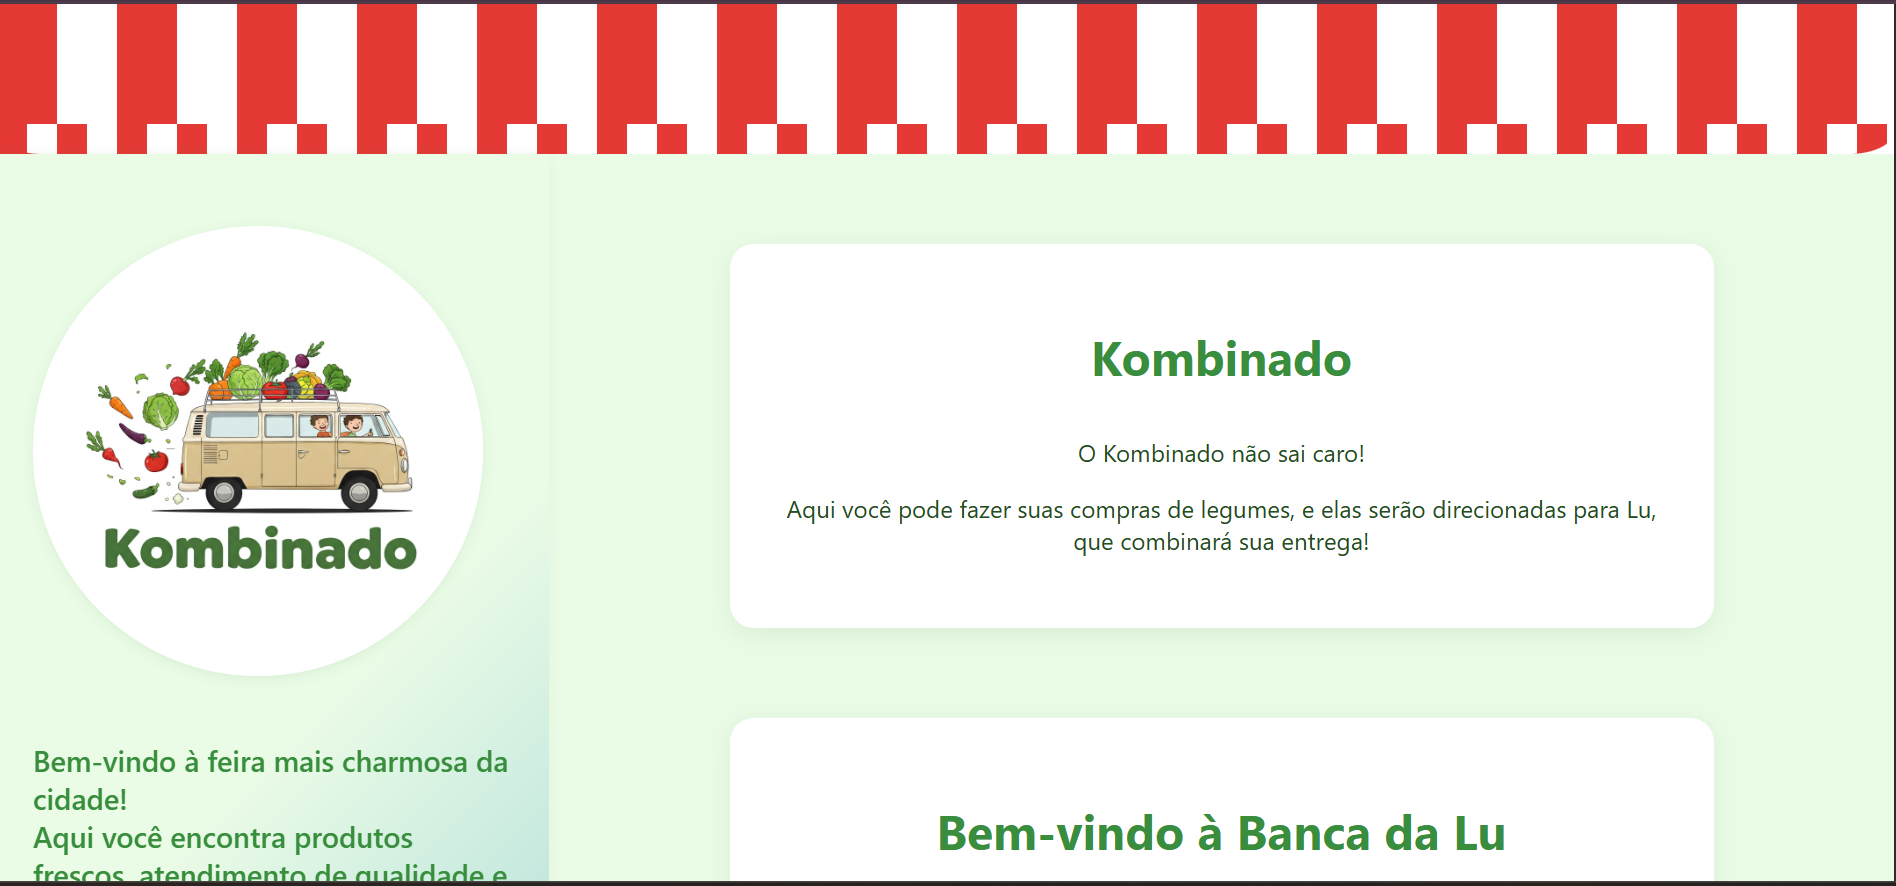 Kombinado
Bem-vindo à feira mais charmosa da
cidade!
Aqui você encontra produtos
frescos, atendimento de qualidade e
Kombinado
O Kombinado não sai caro!
Aqui você pode fazer suas compras de legumes, e elas serão direcionadas para Lu,
que combinará sua entrega!
Bem-vindo à Banca da Lu